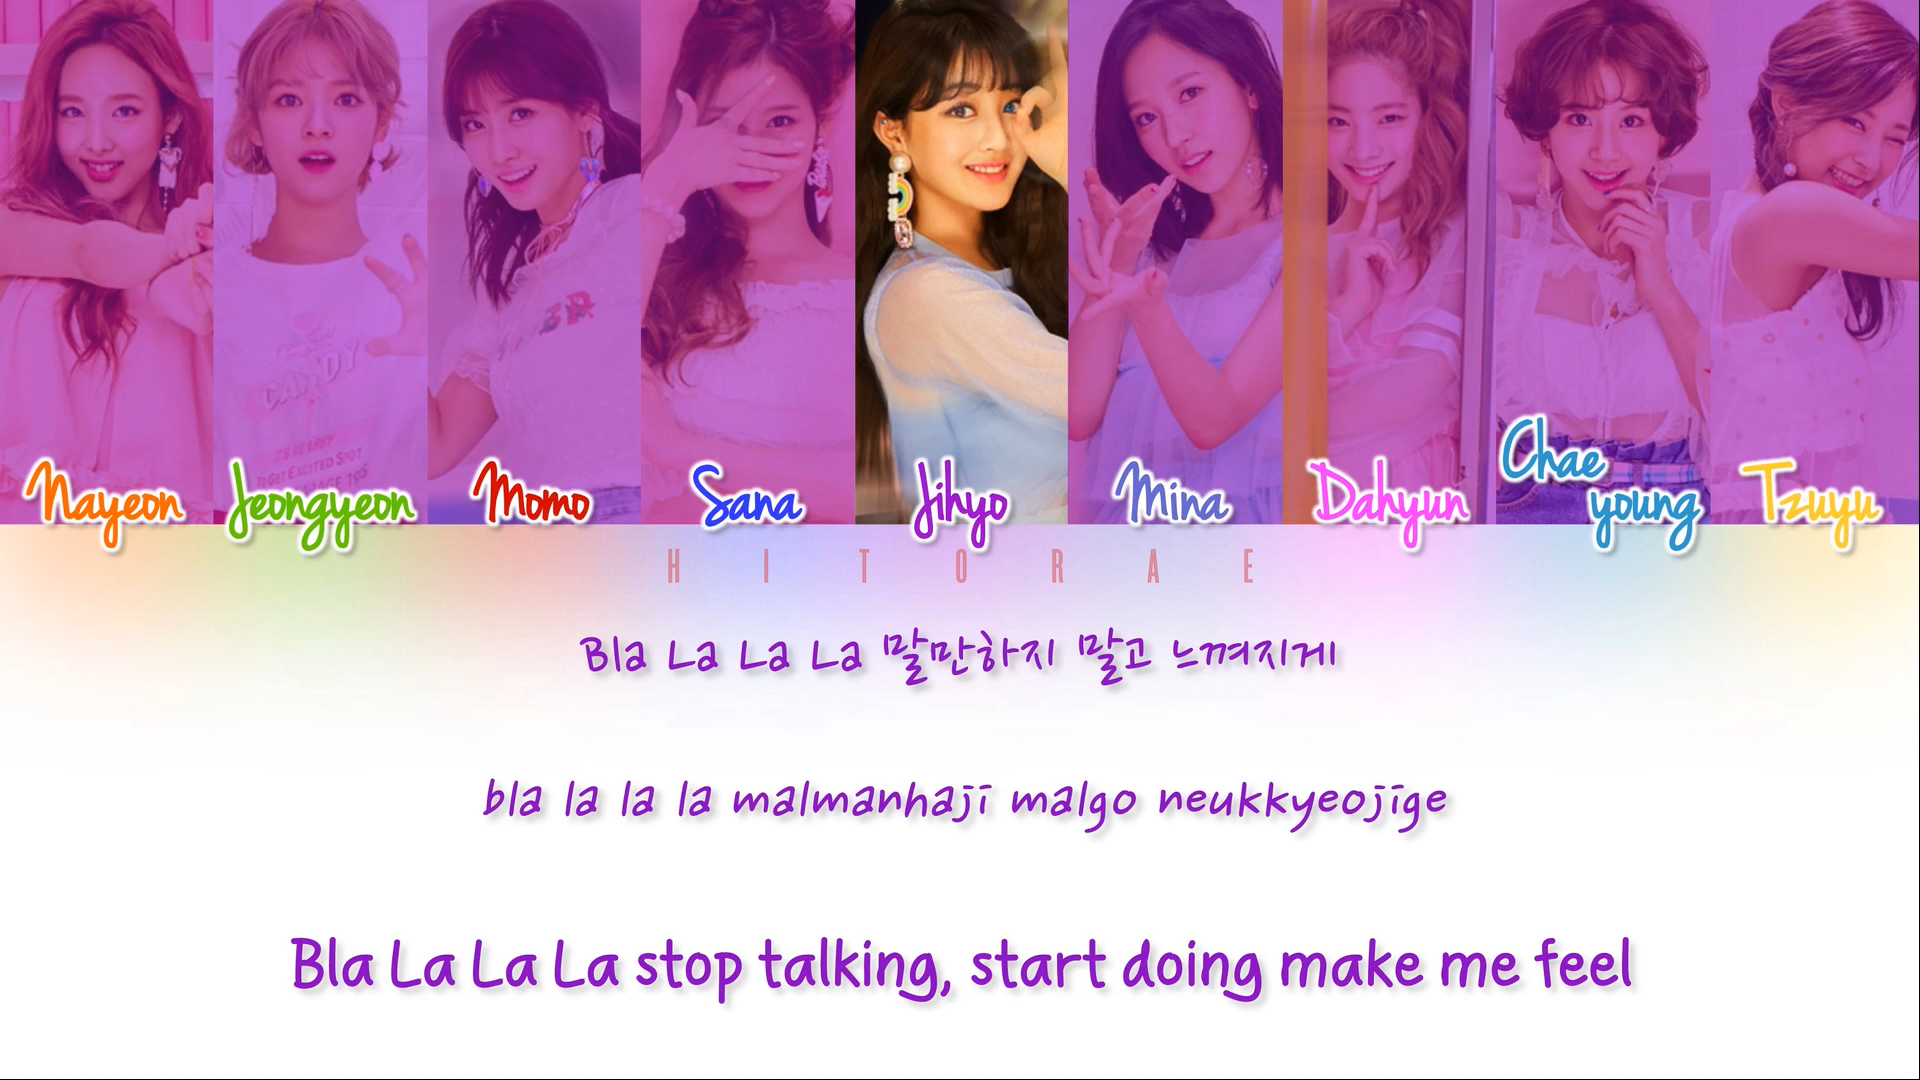 CANDY
Nayeon Jeongyeon Momo Sana Jihyo Mina Dahyun Chae young Tzuyu
HITORAE
Bla La La La 말만하지 말고 느껴지게
bla la la la malmanhaji malgo neukkyeojige
Bla La La La stop talking, start doing make me feel